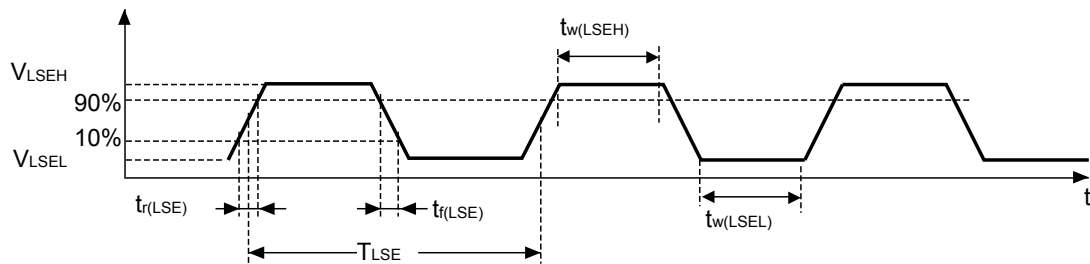 tw(LSEH)
VLSEH
90%
10%
VLSEL
t
tr(LSE)
tf(LSE)
tw(LSEL)
TLSE